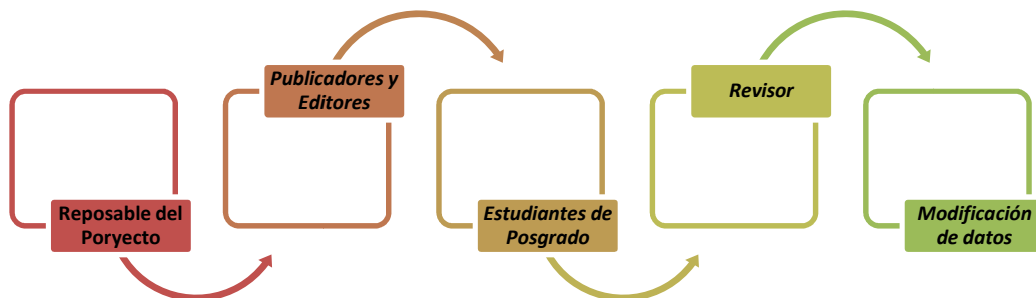 Reposable del
Poryecto
Publicadores y
Editores
Estudiantes de
Posgrado
Revisor
Modificación
de datos